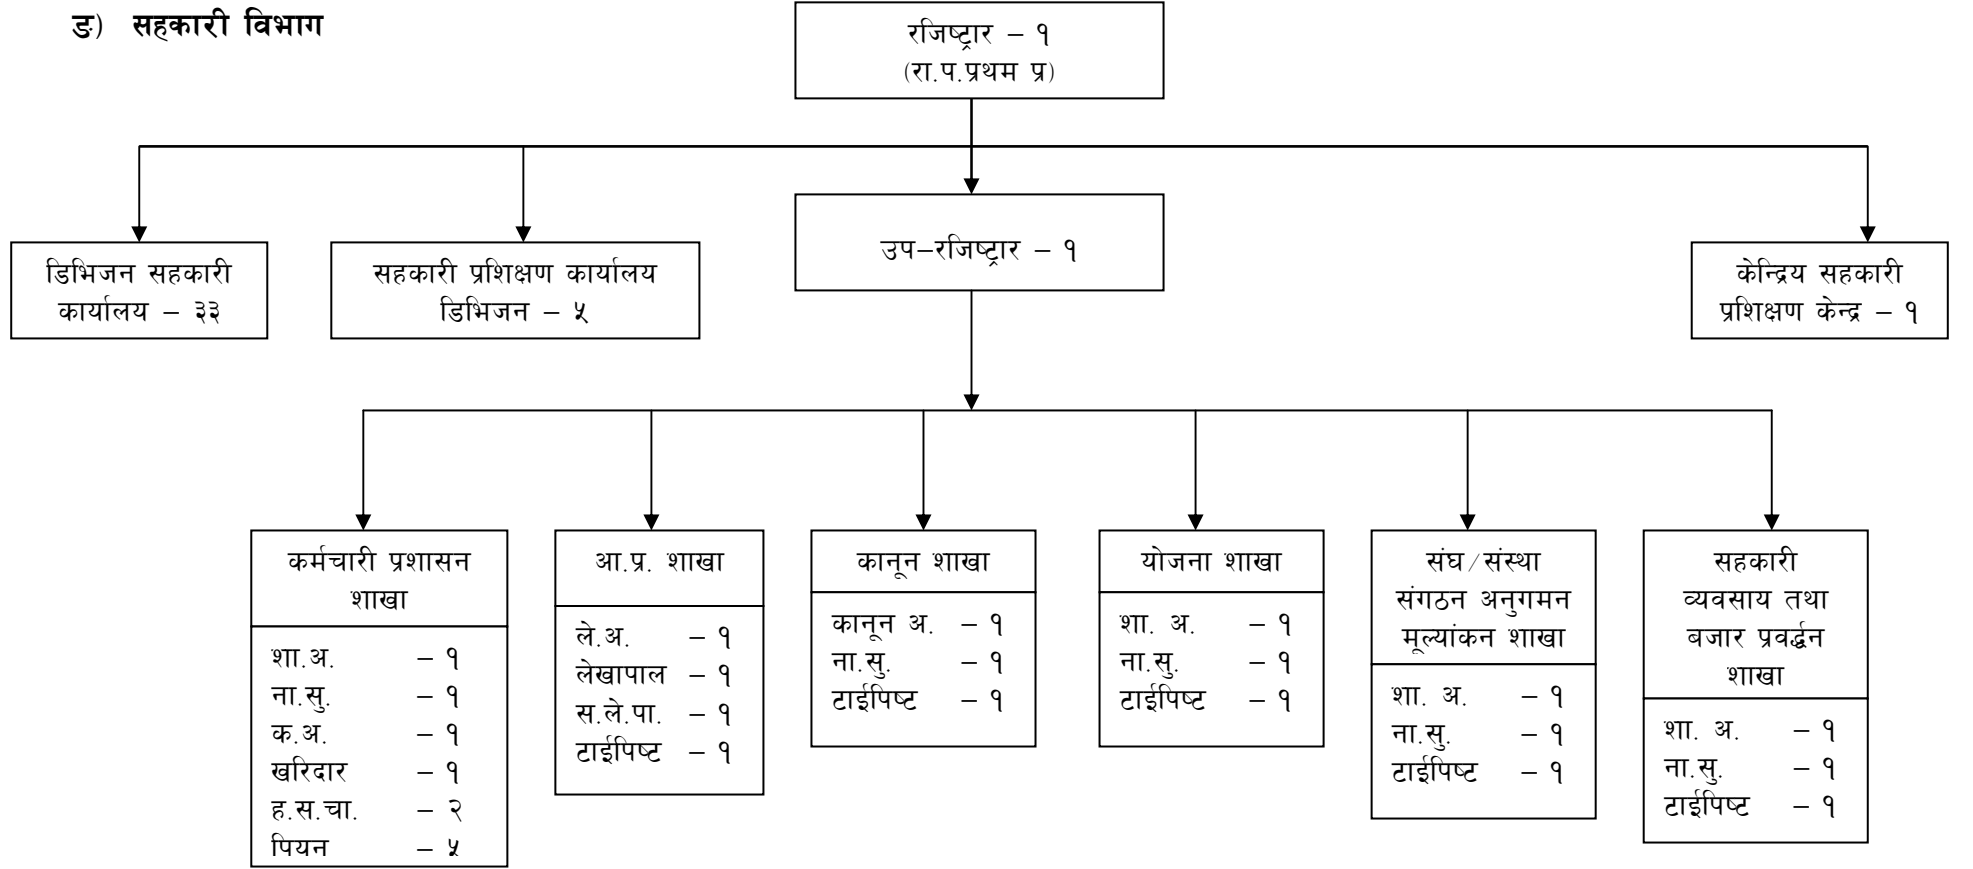 ङ) सहकारी विभाग
रजिष्ट्रार – १
(रा.प.प्रथम प्र)
उप–रजिष्ट्रार – १
डिभिजन सहकारी
कार्यालय – ३३
सहकारी प्रशिक्षण कार्यालय
डिभिजन – ५
केन्द्रिय सहकारी
प्रशिक्षण केन्द्र – १
कर्मचारी प्रशासन
शाखा
शा.अ. – १
ना.सु. – १
क.अ. – १
खरिदार – १
ह.स.चा. – २
पियन – ५
आ.प्र. शाखा
ले.अ. – १
लेखापाल – १
स.ले.पा. – १
टाईपिष्ट – १
कानून शाखा
कानून अ. – १
ना.सु. – १
टाईपिष्ट – १
योजना शाखा
शा. अ. – १
ना.सु. – १
टाईपिष्ट – १
संघ/संस्था
संगठन अनुगमन
मूल्यांकन शाखा
शा. अ. – १
ना.सु. – १
टाईपिष्ट – १
सहकारी
व्यवसाय तथा
बजार प्रवर्द्धन
शाखा
शा. अ. – १
ना.सु. – १
टाईपिष्ट – १